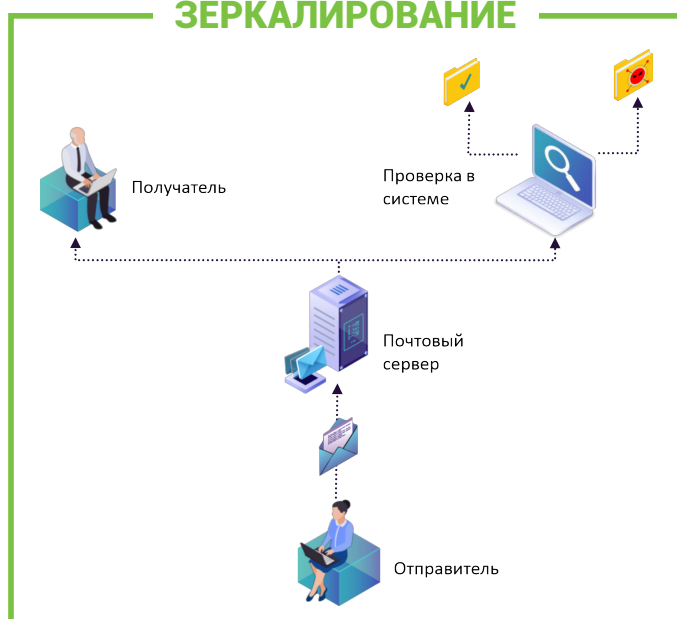 ЗЕРКАЛИРОВАНИЕ
Получатель
Проверка в
системе
Почтовый
сервер
Отправитель